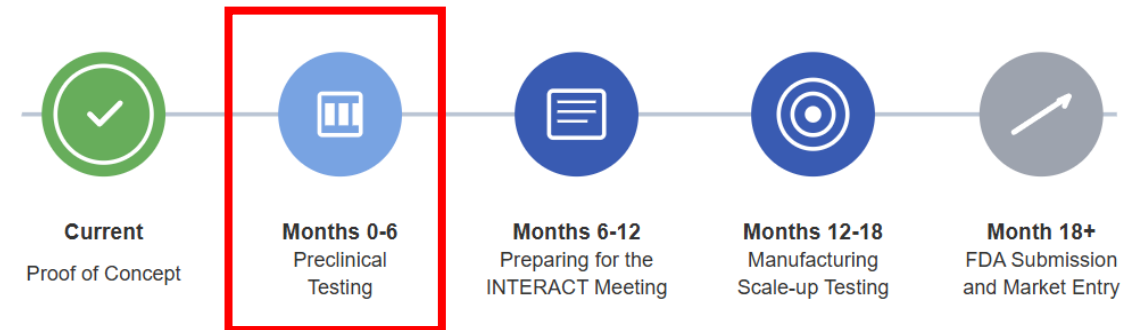 Current
Proof of Concept
Months 0-6
Preclinical
Testing
Months 6-12
Preparing for the
INTERACT Meeting
Months 12-18
Manufacturing
Scale-up Testing
Month 18+
FDA Submission
and Market Entry